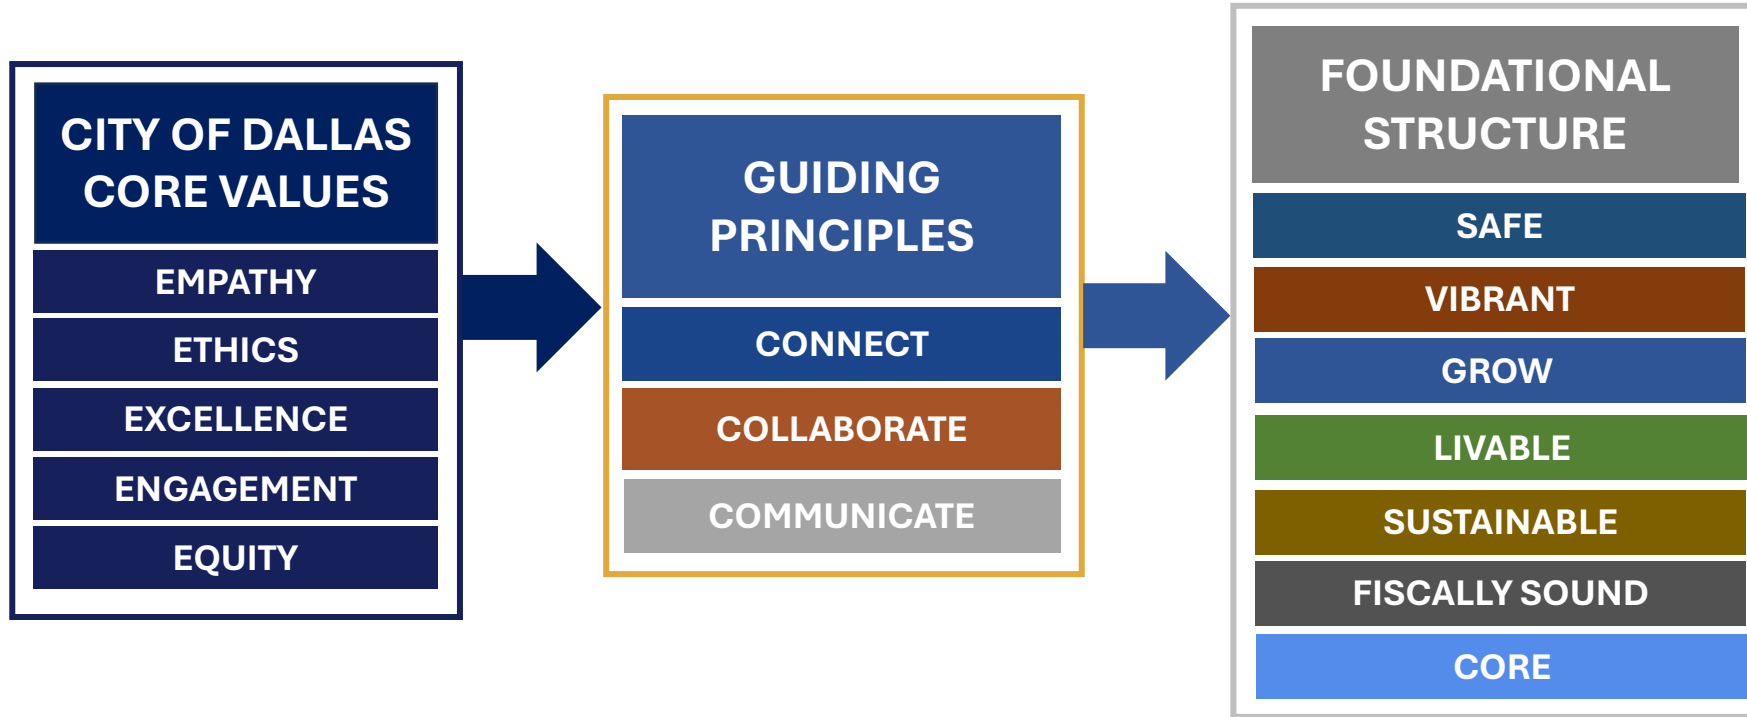 CITY OF DALLAS
CORE VALUES
EMPATHY
ETHICS
EXCELLENCE
ENGAGEMENT
EQUITY
GUIDING
PRINCIPLES
CONNECT
COLLABORATE
COMMUNICATE
FOUNDATIONAL
STRUCTURE
SAFE
VIBRANT
GROW
LIVABLE
SUSTAINABLE
FISCALLY SOUND
CORE